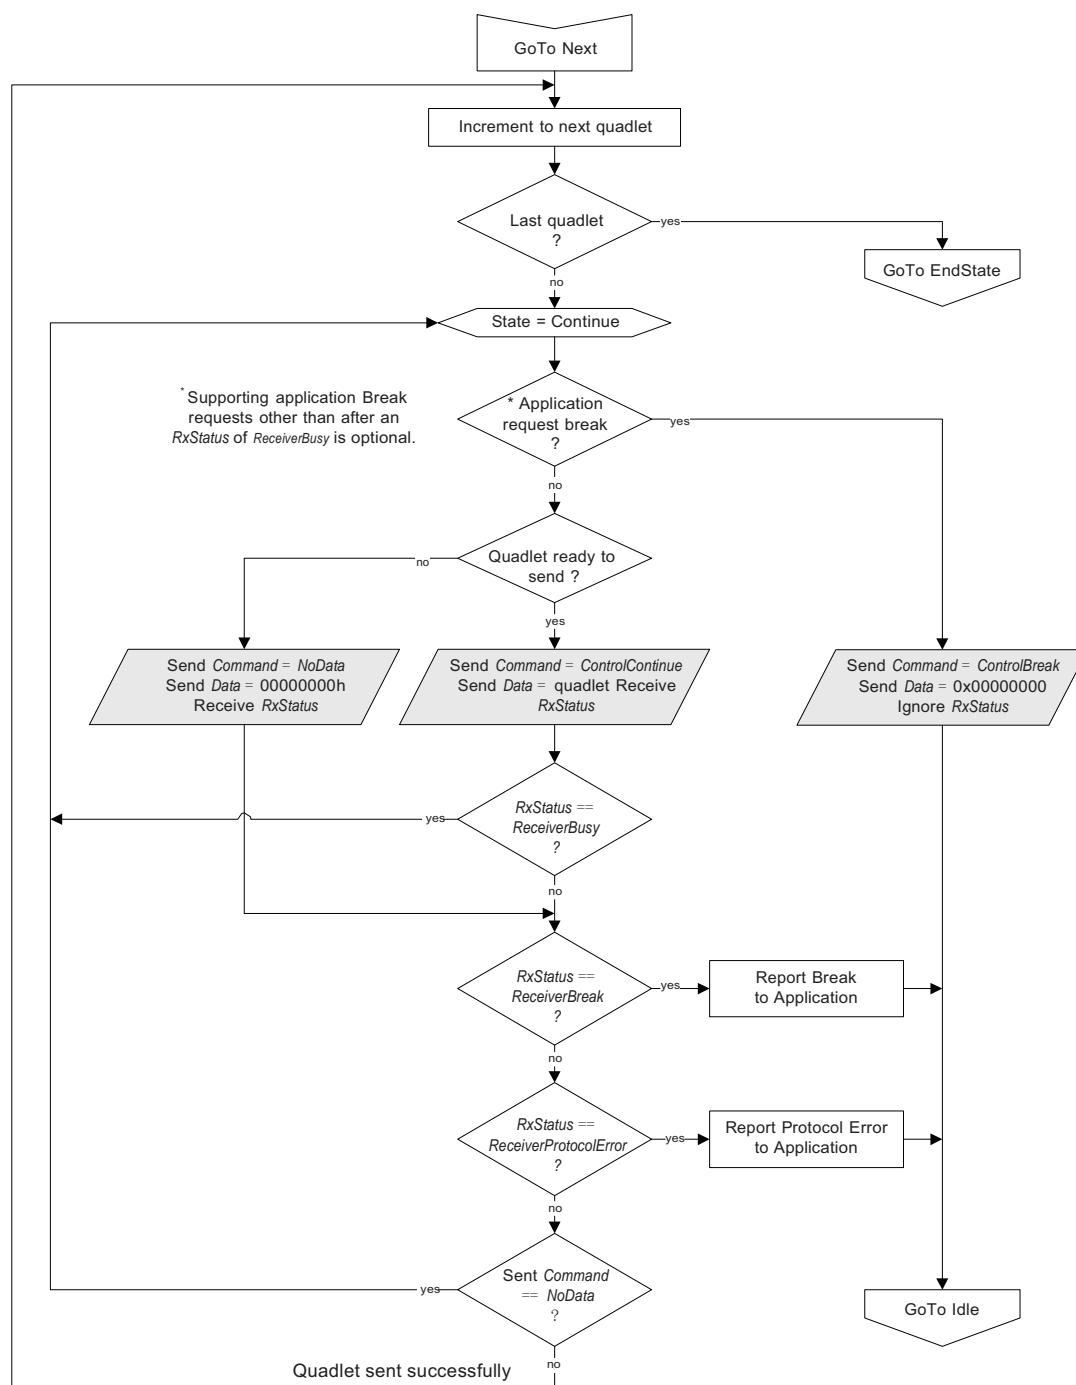 GoTo Next
Increment to next quadlet
Last quadlet
?
yes
GoTo EndState
no
State = Continue
* Supporting application Break
requests other than after an
RxStatus of ReceiverBusy is optional.
* Application
request break
?
yes
no
Quadlet ready to
send ?
no
yes
Send Command = NoData
Send Data = 00000000h
Receive RxStatus
Send Command = ControlContinue
Send Data = quadlet Receive
RxStatus
Send Command = ControlBreak
Send Data = 0x00000000
Ignore RxStatus
RxStatus ==
ReceiverBusy
?
yes
no
RxStatus ==
ReceiverBreak
?
yes
Report Break
to Application
no
RxStatus ==
ReceiverProtocolError
?
yes
Report Protocol Error
to Application
no
Sent Command
== NoData
?
yes
GoTo Idle
Quadlet sent successfully
no